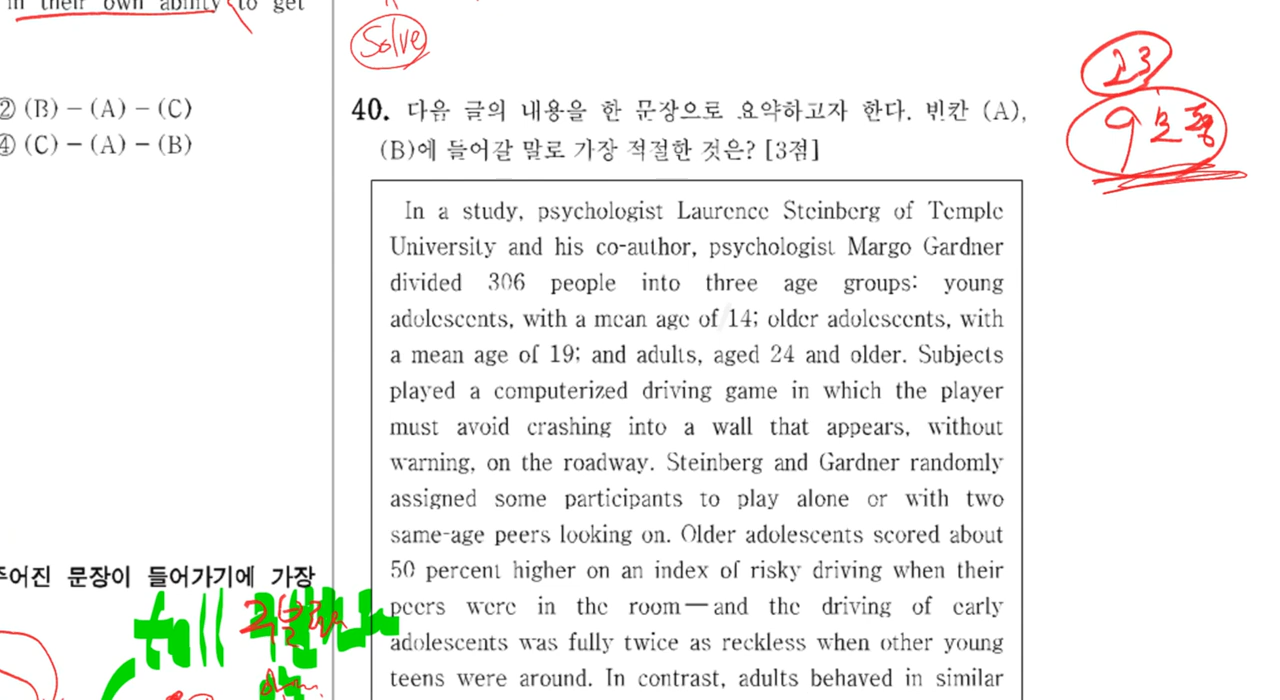 in their own ability to get
② (B) - (A) - (C)
④ (C) - (A) - (B)
주어진 문장이 들어가기에 가장
Solve
40. 다음 글의 내용을 한 문장으로 요약하고자 한다. 빈칸 (A),
(B)에 들어갈 말로 가장 적절한 것은? [3점]
In a study, psychologist Laurence Steinberg of Temple
University and his co-author, psychologist Margo Gardner
divided 306 people into three age groups: young
adolescents, with a mean age of 14; older adolescents, with
a mean age of 19; and adults, aged 24 and older. Subjects
played a computerized driving game in which the player
must avoid crashing into a wall that appears, without
warning, on the roadway. Steinberg and Gardner randomly
assigned some participants to play alone or with two
same-age peers looking on. Older adolescents scored about
50 percent higher on an index of risky driving when their
peers were in the room—and the driving of early
adolescents was fully twice as reckless when other young
teens were around. In contrast, adults behaved in similar
고3
9모 중